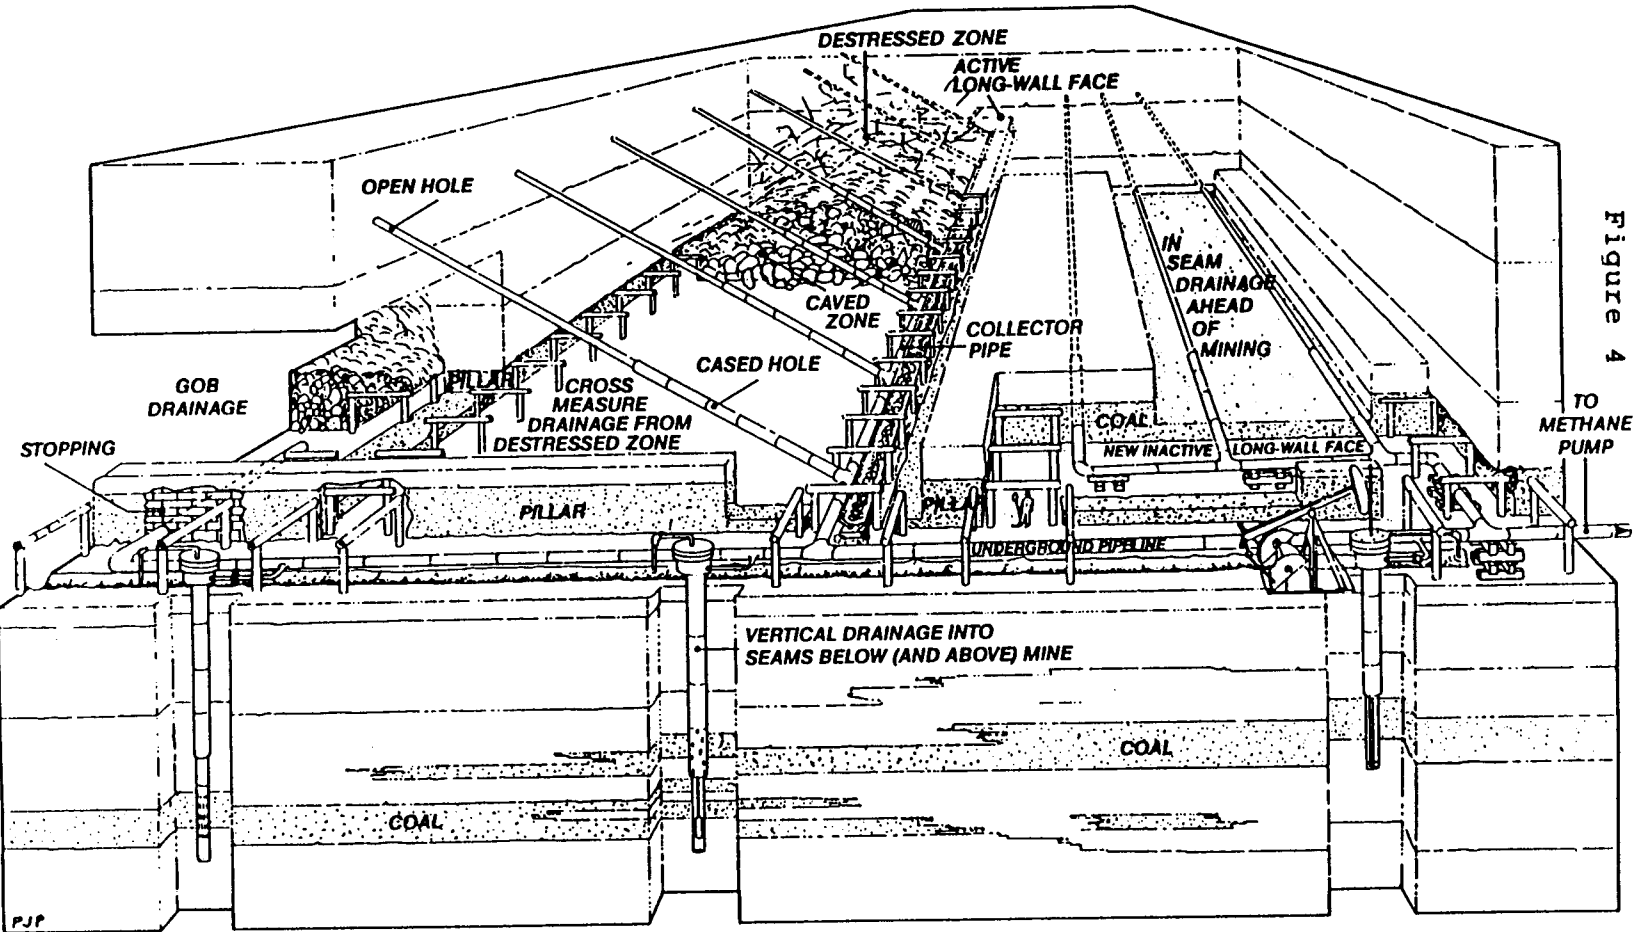 DESTRESSED ZONE
ACTIVE
LONG-WALL FACE
OPEN HOLE
IN
SEAM
DRAINAGE
AHEAD
OF
MINING
Figure 4
CAVED
ZONE
COLLECTOR
PIPE
CASED HOLE
GOB
DRAINAGE
PILLAR
CROSS
MEASURE
DRAINAGE FROM
DESTRESSED ZONE
STOPPING
COAL
NEW INACTIVE LONG-WALL FACE
TO
METHANE
PUMP
PILLAR
PILLAR
UNDERGROUND PIPELINE
VERTICAL DRAINAGE INTO
SEAMS BELOW (AND ABOVE) MINE
COAL
COAL
PJP